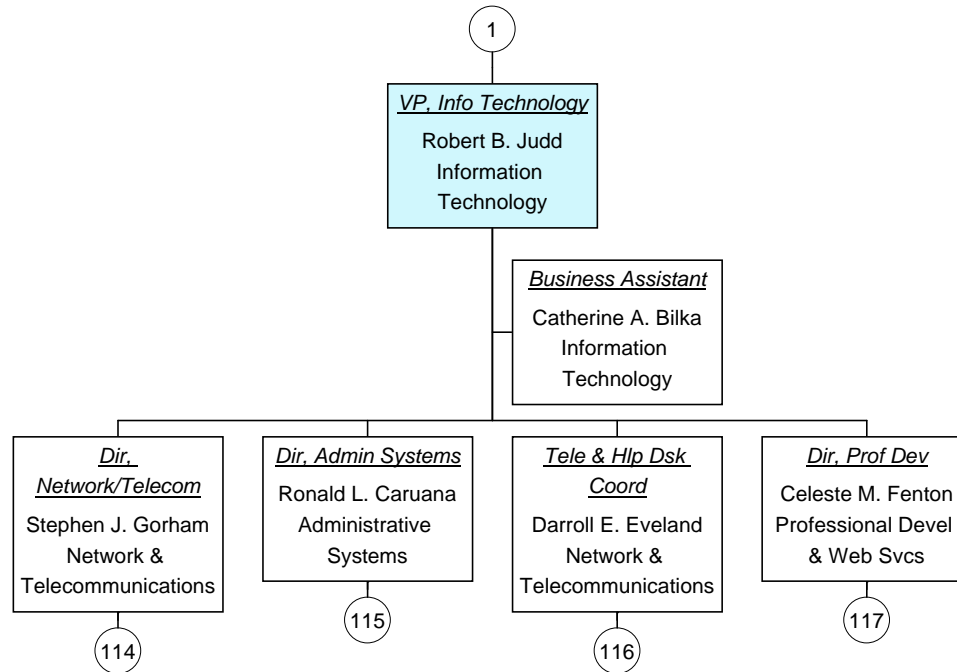 1
VP, Info Technology
Robert B. Judd
Information
Technology
Business Assistant
Catherine A. Bilka
Information
Technology
Dir,
Network/Telecom
Stephen J. Gorham
Network &
Telecommunications
114
Dir, Admin Systems
Ronald L. Caruana
Administrative
Systems
115
Tele & Hlp Dsk
Coord
Darroll E. Eveland
Network &
Telecommunications
116
Dir, Prof Dev
Celeste M. Fenton
Professional Devel
& Web Svcs
117